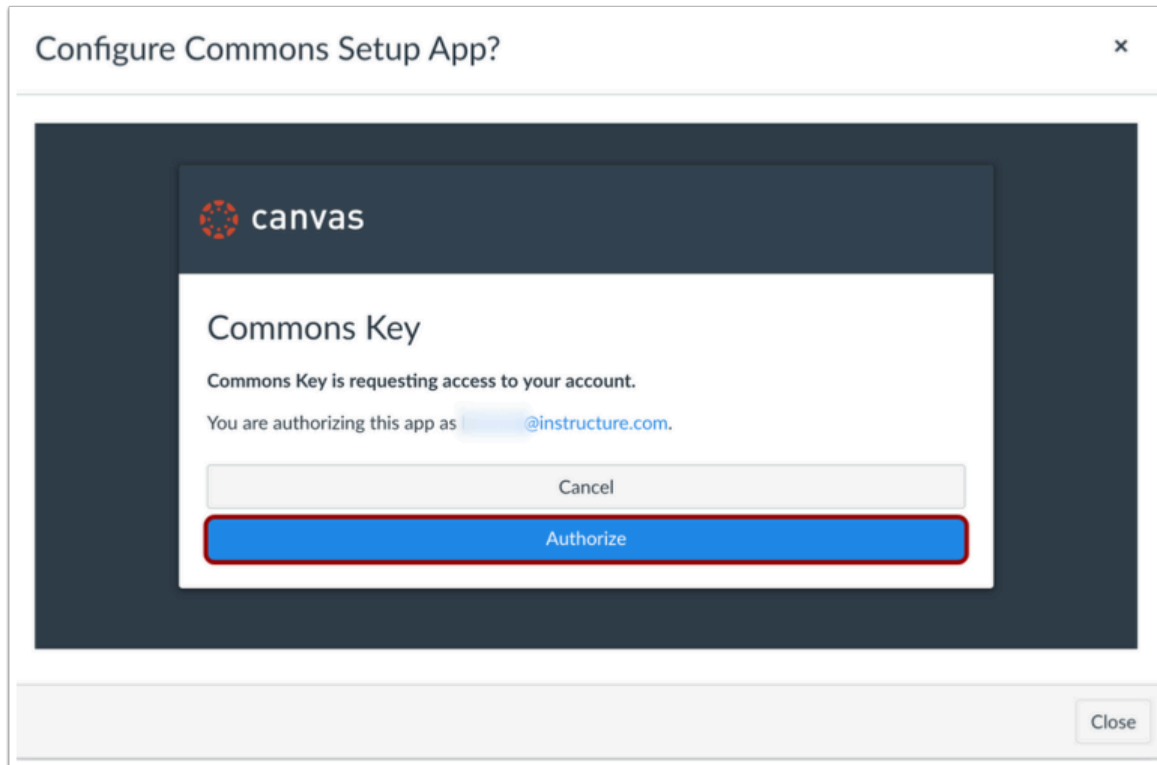 Configure Commons Setup App?
×
canvas
Commons Key
Commons Key is requesting access to your account.
You are authorizing this app as @instructure.com.
Cancel
Authorize
Close